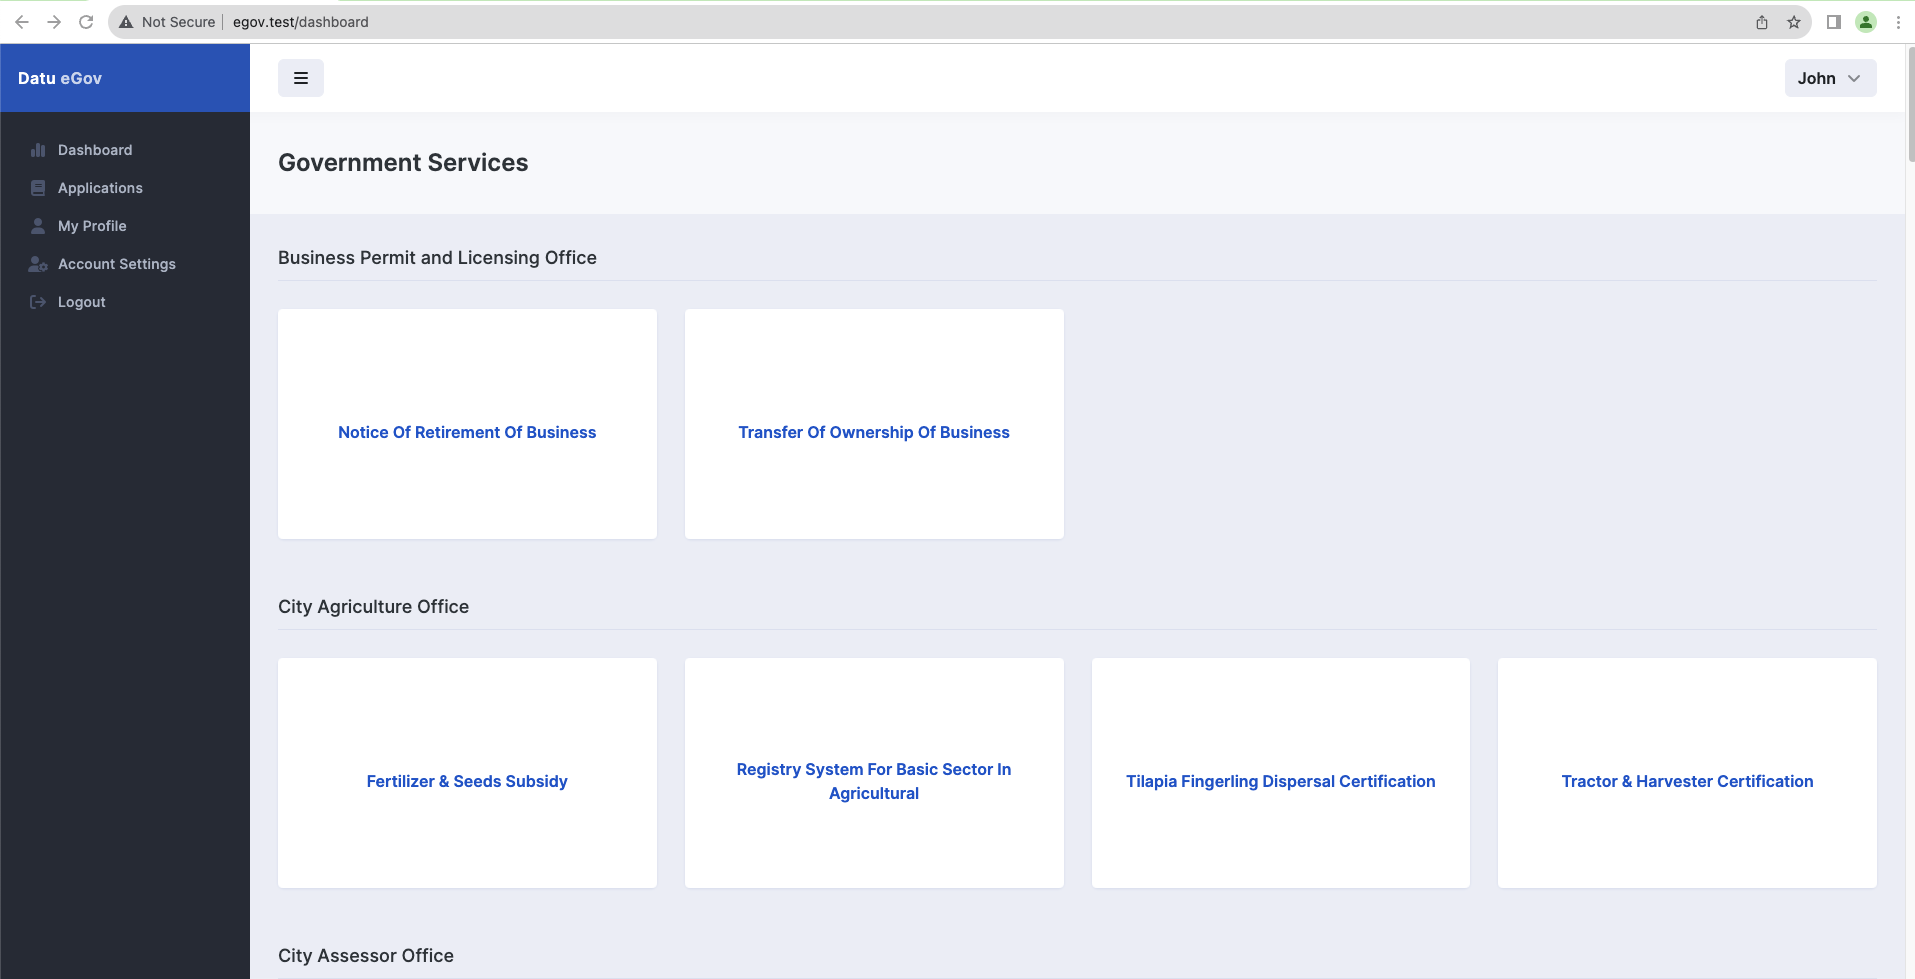 Not Secure
egov.test/dashboard
Datu eGov
John
Dashboard
Applications
My Profile
Account Settings
Logout
Government Services
Business Permit and Licensing Office
Notice Of Retirement Of Business
Transfer Of Ownership Of Business
City Agriculture Office
Fertilizer & Seeds Subsidy
Registry System For Basic Sector In
Agricultural
Tilapia Fingerling Dispersal Certification
Tractor & Harvester Certification
City Assessor Office